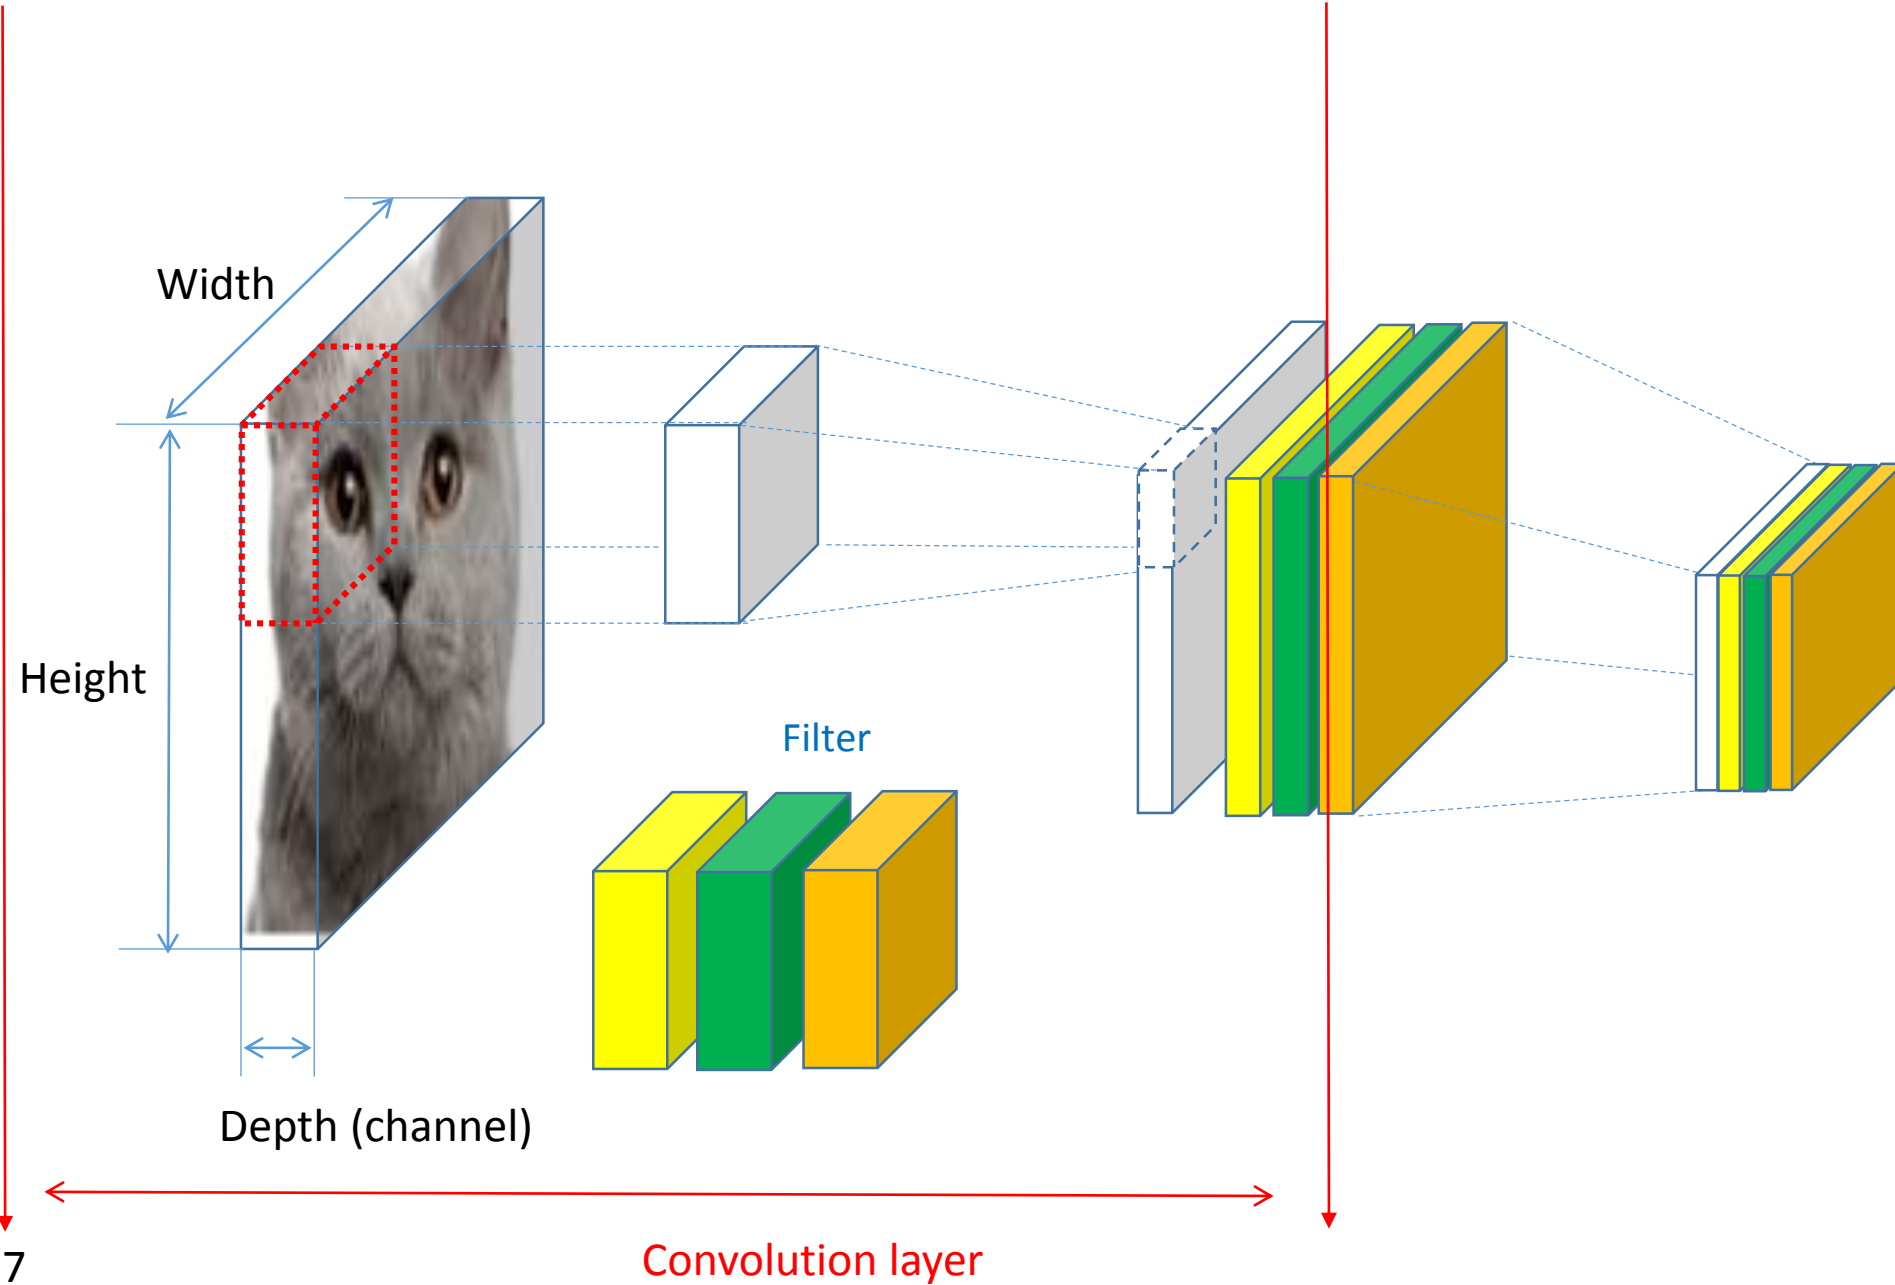 Width
Height
Filter
Depth (channel)
Convolution layer
7